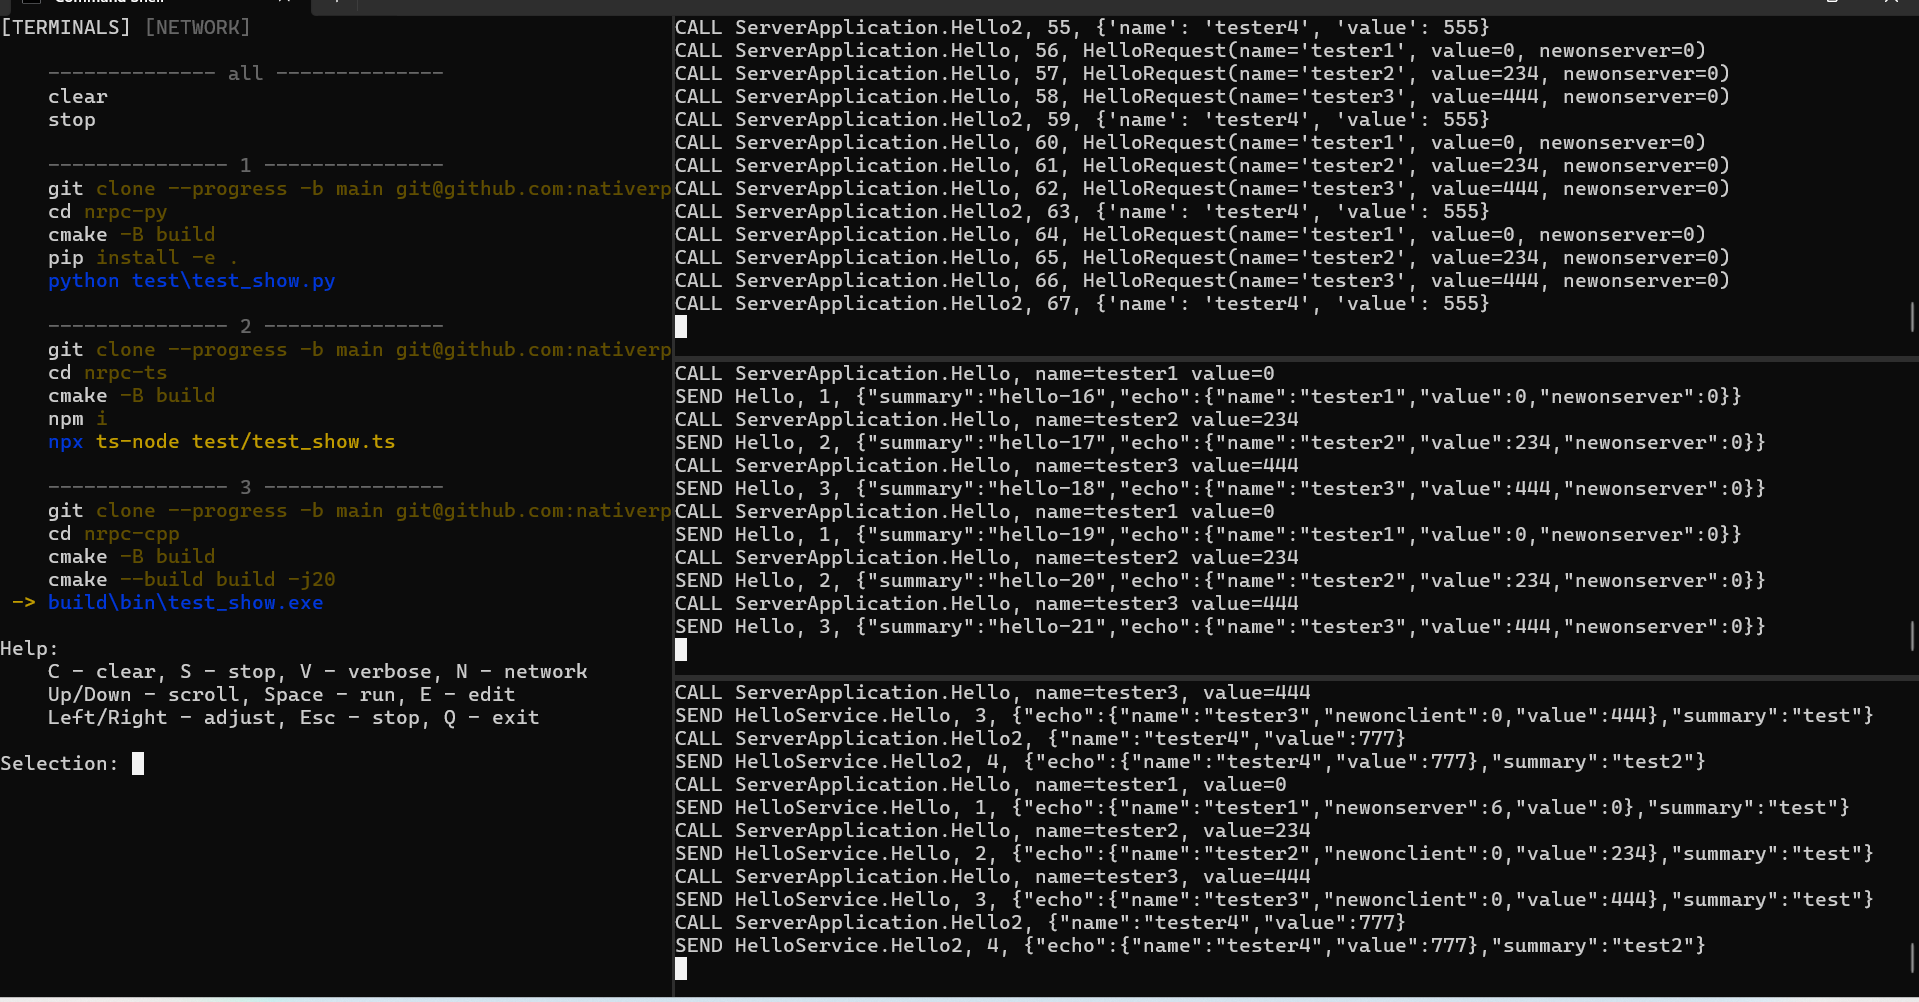 Command Shell
[TERMINALS] [NETWORK]
-------------- all --------------
clear
stop
--------------- 1 ---------------
git clone --progress -b main git@github.com:nativerp
cd nrpc-py
cmake -B build
pip install -e .
python test\test_show.py
--------------- 2 ---------------
git clone --progress -b main git@github.com:nativerp
cd nrpc-ts
cmake -B build
npm i
npx ts-node test/test_show.ts
--------------- 3 ---------------
git clone --progress -b main git@github.com:nativerp
cd nrpc-cpp
cmake -B build
cmake --build build -j20
-> build\bin\test_show.exe
Help:
C - clear, S - stop, V - verbose, N - network
Up/Down - scroll, Space - run, E - edit
Left/Right - adjust, Esc - stop, Q - exit
Selection:
CALL ServerApplication.Hello2, 55, {'name': 'tester4', 'value': 555}
CALL ServerApplication.Hello, 56, HelloRequest(name='tester1', value=0, newonserver=0)
CALL ServerApplication.Hello, 57, HelloRequest(name='tester2', value=234, newonserver=0)
CALL ServerApplication.Hello, 58, HelloRequest(name='tester3', value=444, newonserver=0)
CALL ServerApplication.Hello2, 59, {'name': 'tester4', 'value': 555}
CALL ServerApplication.Hello, 60, HelloRequest(name='tester1', value=0, newonserver=0)
CALL ServerApplication.Hello, 61, HelloRequest(name='tester2', value=234, newonserver=0)
CALL ServerApplication.Hello, 62, HelloRequest(name='tester3', value=444, newonserver=0)
CALL ServerApplication.Hello2, 63, {'name': 'tester4', 'value': 555}
CALL ServerApplication.Hello, 64, HelloRequest(name='tester1', value=0, newonserver=0)
CALL ServerApplication.Hello, 65, HelloRequest(name='tester2', value=234, newonserver=0)
CALL ServerApplication.Hello, 66, HelloRequest(name='tester3', value=444, newonserver=0)
CALL ServerApplication.Hello2, 67, {'name': 'tester4', 'value': 555}
CALL ServerApplication.Hello, name=tester1 value=0
SEND Hello, 1, {"summary":"hello-16","echo":{"name":"tester1","value":0,"newonserver":0}}
CALL ServerApplication.Hello, name=tester2 value=234
SEND Hello, 2, {"summary":"hello-17","echo":{"name":"tester2","value":234,"newonserver":0}}
CALL ServerApplication.Hello, name=tester3 value=444
SEND Hello, 3, {"summary":"hello-18","echo":{"name":"tester3","value":444,"newonserver":0}}
CALL ServerApplication.Hello, name=tester1 value=0
SEND Hello, 1, {"summary":"hello-19","echo":{"name":"tester1","value":0,"newonserver":0}}
CALL ServerApplication.Hello, name=tester2 value=234
SEND Hello, 2, {"summary":"hello-20","echo":{"name":"tester2","value":234,"newonserver":0}}
CALL ServerApplication.Hello, name=tester3 value=444
SEND Hello, 3, {"summary":"hello-21","echo":{"name":"tester3","value":444,"newonserver":0}}
CALL ServerApplication.Hello, name=tester3, value=444
SEND HelloService.Hello, 3, {"echo":{"name":"tester3","newonclient":0,"value":444},"summary":"test"}
CALL ServerApplication.Hello2, {"name":"tester4","value":777}
SEND HelloService.Hello2, 4, {"echo":{"name":"tester4","value":777},"summary":"test2"}
CALL ServerApplication.Hello, name=tester1, value=0
SEND HelloService.Hello, 1, {"echo":{"name":"tester1","newonserver":6,"value":0},"summary":"test"}
CALL ServerApplication.Hello, name=tester2, value=234
SEND HelloService.Hello, 2, {"echo":{"name":"tester2","newonclient":0,"value":234},"summary":"test"}
CALL ServerApplication.Hello, name=tester3, value=444
SEND HelloService.Hello, 3, {"echo":{"name":"tester3","newonclient":0,"value":444},"summary":"test"}
CALL ServerApplication.Hello2, {"name":"tester4","value":777}
SEND HelloService.Hello2, 4, {"echo":{"name":"tester4","value":777},"summary":"test2"}